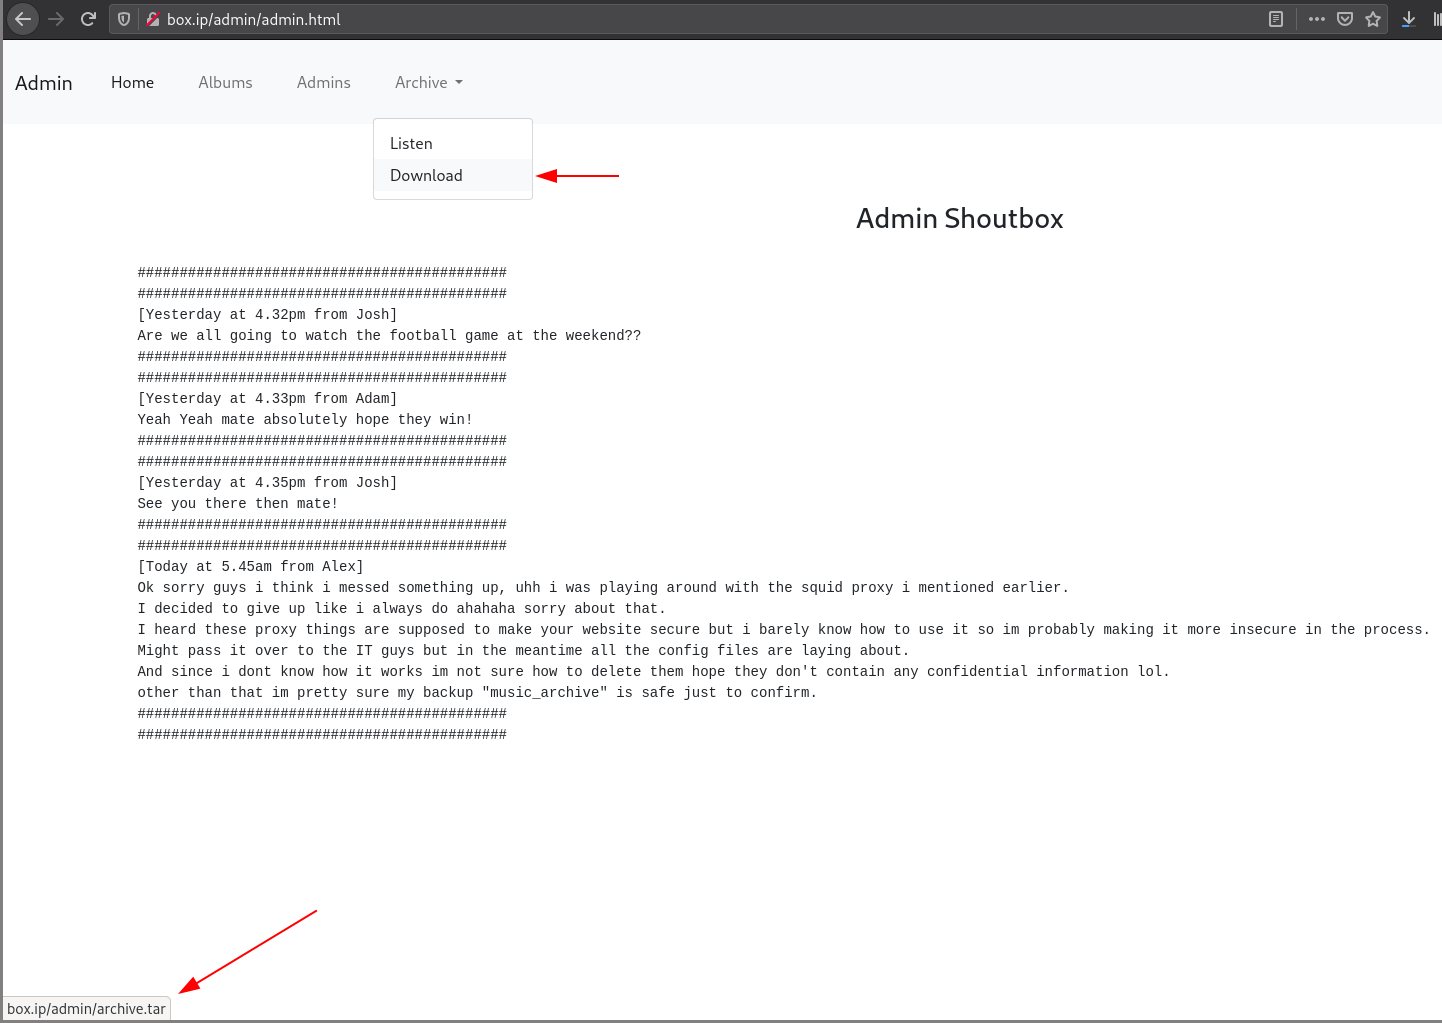 box.ip/admin/admin.html
Admin Home Albums Admins Archive
Listen
Download
Admin Shoutbox
############################################
############################################
[Yesterday at 4.32pm from Josh]
Are we all going to watch the football game at the weekend??
############################################
############################################
[Yesterday at 4.33pm from Adam]
Yeah Yeah mate absolutely hope they win!
############################################
############################################
[Yesterday at 4.35pm from Josh]
See you there then mate!
############################################
############################################
[Today at 5.45am from Alex]
Ok sorry guys i think i messed something up, uhh i was playing around with the squid proxy i mentioned earlier.
I decided to give up like i always do ahahaha sorry about that.
I heard these proxy things are supposed to make your website secure but i barely know how to use it so im probably making it more insecure in the process.
Might pass it over to the IT guys but in the meantime all the config files are laying about.
And since i dont know how it works im not sure how to delete them hope they don't contain any confidential information lol.
other than that im pretty sure my backup "music_archive" is safe just to confirm.
############################################
############################################
box.ip/admin/archive.tar